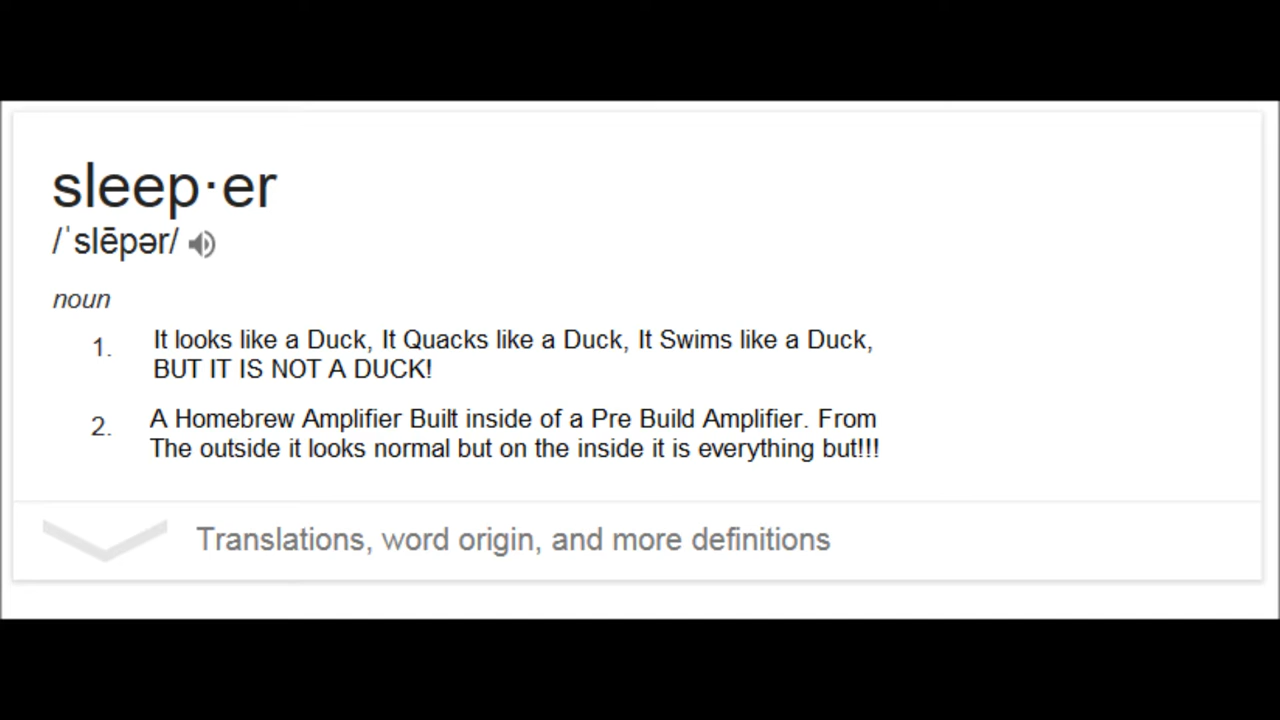 sleep·er
/ˈslēpər/
noun
1. It looks like a Duck, It Quacks like a Duck, It Swims like a Duck,
BUT IT IS NOT A DUCK!
2. A Homebrew Amplifier Built inside of a Pre Build Amplifier. From
The outside it looks normal but on the inside it is everything but!!!
Translations, word origin, and more definitions